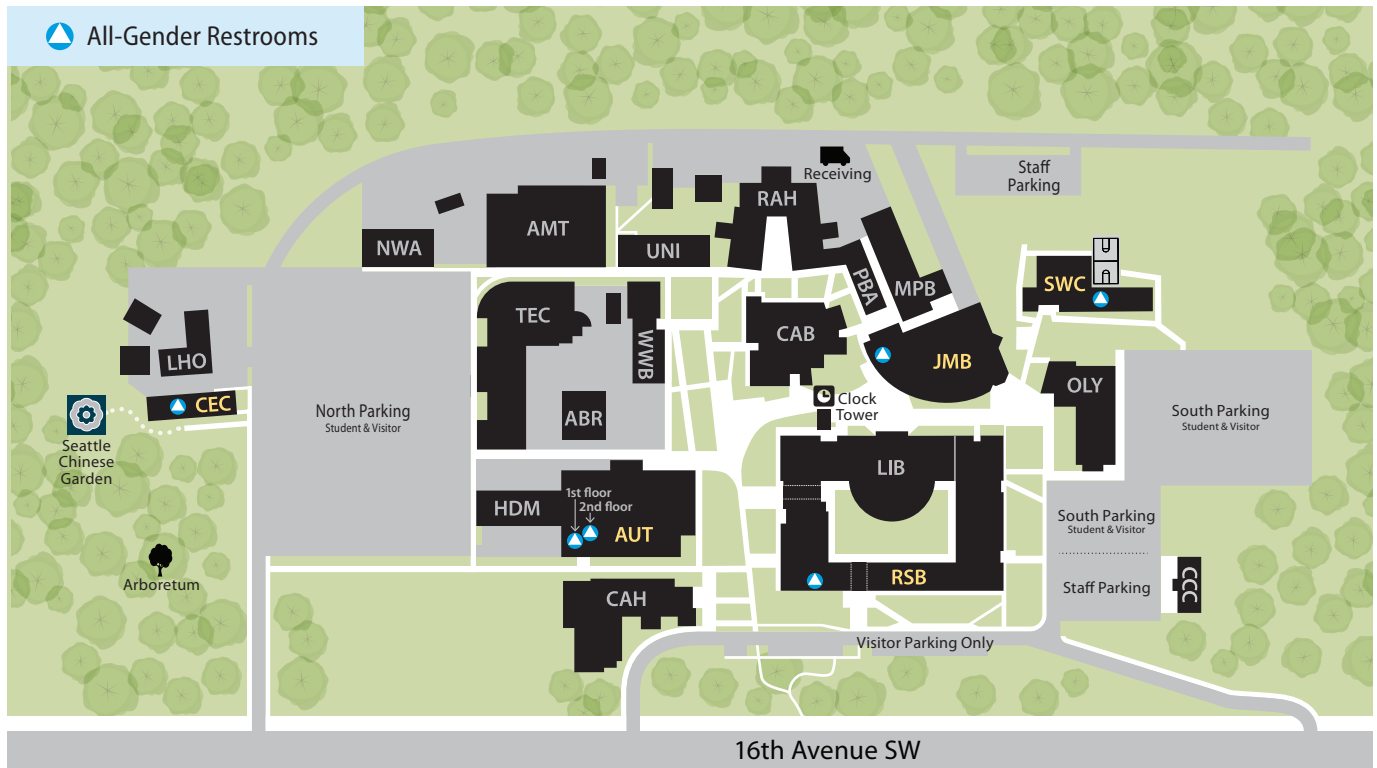 All-Gender Restrooms
Receiving
Staff
Parking
RAH
AMT
NWA
UNI
PBA
MPB
SWC
TEC
WWB
CAB
JMB
LHO
OLY
CEC
ABR
Clock
Tower
North Parking
Student & Visitor
South Parking
Student & Visitor
Seattle
Chinese
Garden
LIB
1st floor
2nd floor
HDM
AUT
South Parking
Student & Visitor
Arboretum
RSB
Staff Parking
CCC
CAH
Visitor Parking Only
16th Avenue SW